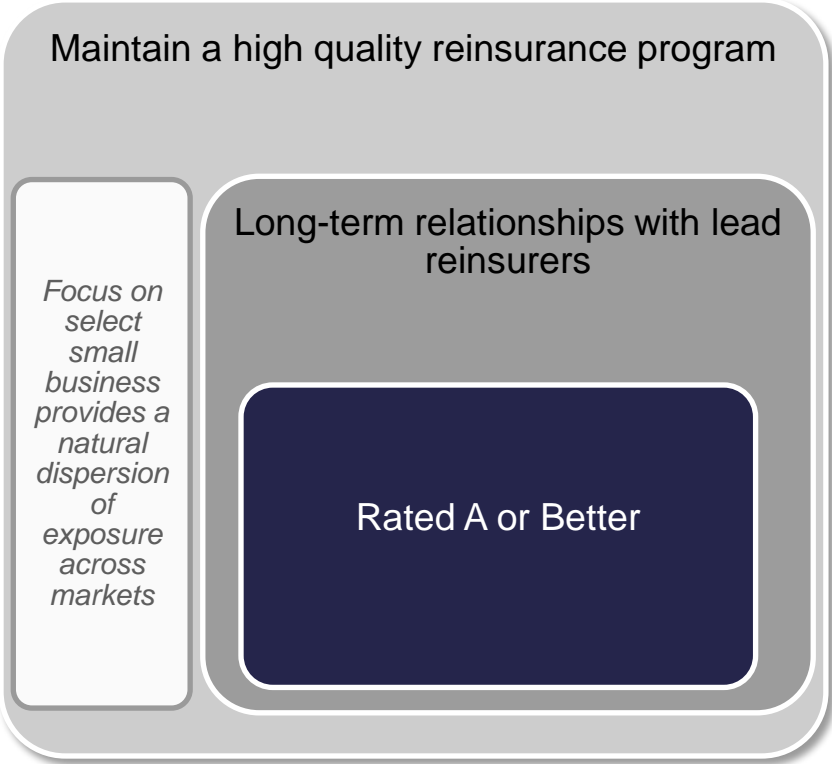 Maintain a high quality reinsurance program
Focus on
select
small
business
provides a
natural
dispersion
of
exposure
across
markets
Long-term relationships with lead
reinsurers
Rated A or Better